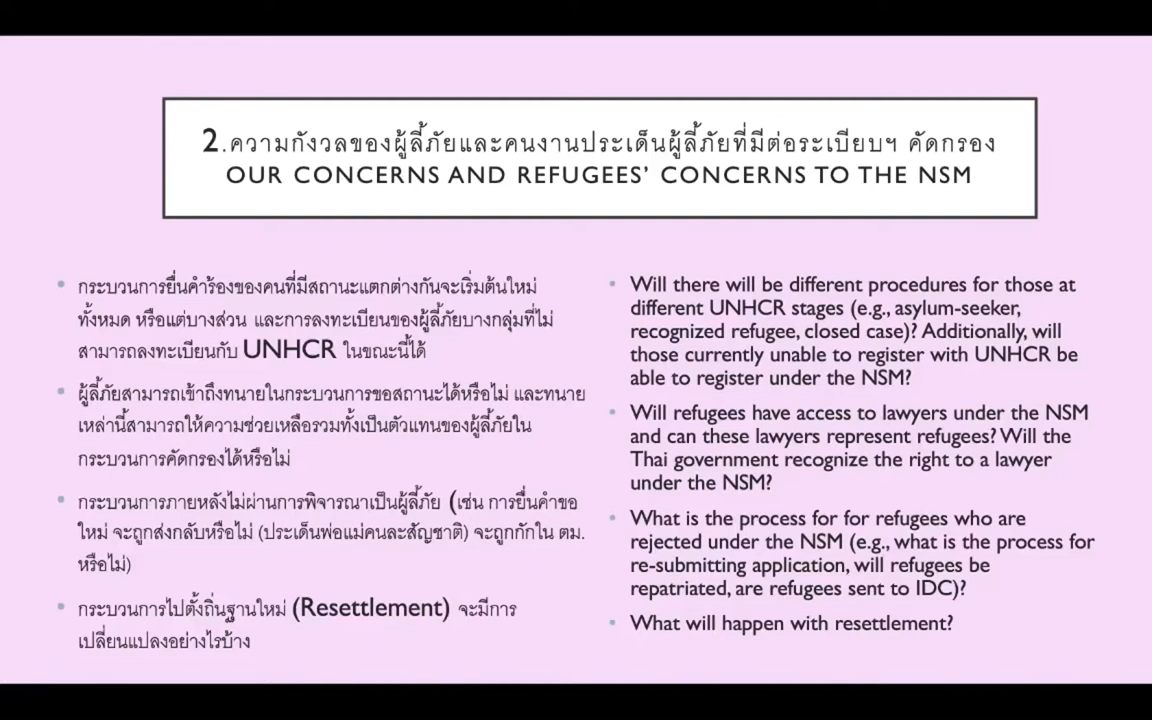 2.ความกังวลของผู้ลี้ภัยและคนงานประเด็นผู้ลี้ภัยที่มีต่อระเบียบฯ คัดกรอง
OUR CONCERNS AND REFUGEES' CONCERNS TO THE NSM
• กระบวนการยื่นคำร้องของคนที่มีสถานะแตกต่างกันจะเริ่มต้นใหม่
ทั้งหมด หรือแต่บางส่วน และการลงทะเบียนของผู้ลี้ภัยบางกลุ่มที่ไม่
สามารถลงทะเบียนกับ UNHCR ในขณะนี้ได้
• ผู้ลี้ภัยสามารถเข้าถึงทนายในกระบวนการขอสถานะได้หรือไม่ และทนาย
เหล่านี้สามารถให้ความช่วยเหลือรวมทั้งเป็นตัวแทนของผู้ลี้ภัยใน
กระบวนการคัดกรองได้หรือไม่
• กระบวนการภายหลังไม่ผ่านการพิจารณาเป็นผู้ลี้ภัย (เช่น การยื่นคำขอ
ใหม่ จะถูกส่งกลับหรือไม่ (ประเด็นพ่อแม่คนละสัญชาติ) จะถูกกักใน ตม.
หรือไม่)
• กระบวนการไปตั้งถิ่นฐานใหม่ (Resettlement) จะมีการ
เปลี่ยนแปลงอย่างไรบ้าง
• Will there will be different procedures for those at
different UNHCR stages (e.g., asylum-seeker,
recognized refugee, closed case)? Additionally, will
those currently unable to register with UNHCR be
able to register under the NSM?
• Will refugees have access to lawyers under the NSM
and can these lawyers represent refugees? Will the
Thai government recognize the right to a lawyer
under the NSM?
• What is the process for for refugees who are
rejected under the NSM (e.g., what is the process for
re-submitting application, will refugees be
repatriated, are refugees sent to IDC)?
• What will happen with resettlement?